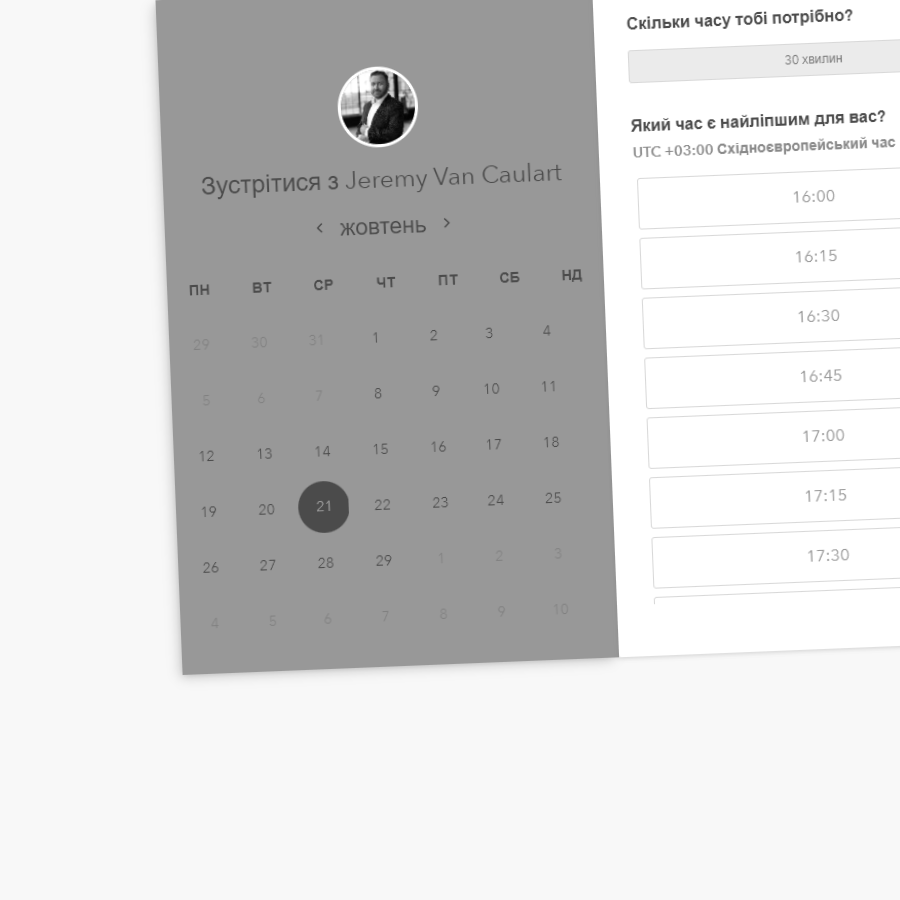 Зустрітися з Jeremy Van Caulart
< жовтень >
ПН ВТ СР ЧТ ПТ СБ НД
29 30 31 1 2 3 4
5 6 7 8 9 10 11
12 13 14 15 16 17 18
19 20 21 22 23 24 25
26 27 28 29 1 2 3
4 5 6 7 8 9 10
Скільки часу тобі потрібно?
30 хвилин
Який час є найліпшим для вас?
UTC +03:00 Східноєвропейський час
16:00
16:15
16:30
16:45
17:00
17:15
17:30